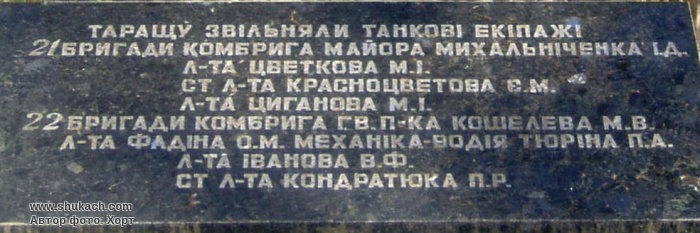 ТАРАЩУ ЗВІЛЬНЯЛИ ТАНКОВІ ЕКІПАЖІ
21 БРИГАДИ КОМБРИГА МАЙОРА МИХАЛЬНІЧЕНКА І.Д.
Л-ТА ЦВЕТКОВА М.І.
СТ Л-ТА КРАСНОЦВЕТОВА Є.М.
Л-ТА ЦИГАНОВА М.І.
22 БРИГАДИ КОМБРИГА ГВ.П-КА КОШЕЛЕВА М.В.
Л-ТА ФАДІНА О.М. МЕХАНІКА-ВОДІЯ ТЮРІНА П.А.
Л-ТА ІВАНОВА В.Ф.
СТ Л-ТА КОНДРАТЮКА П.Р.
www.shukach.com
Автор фото: Хорт